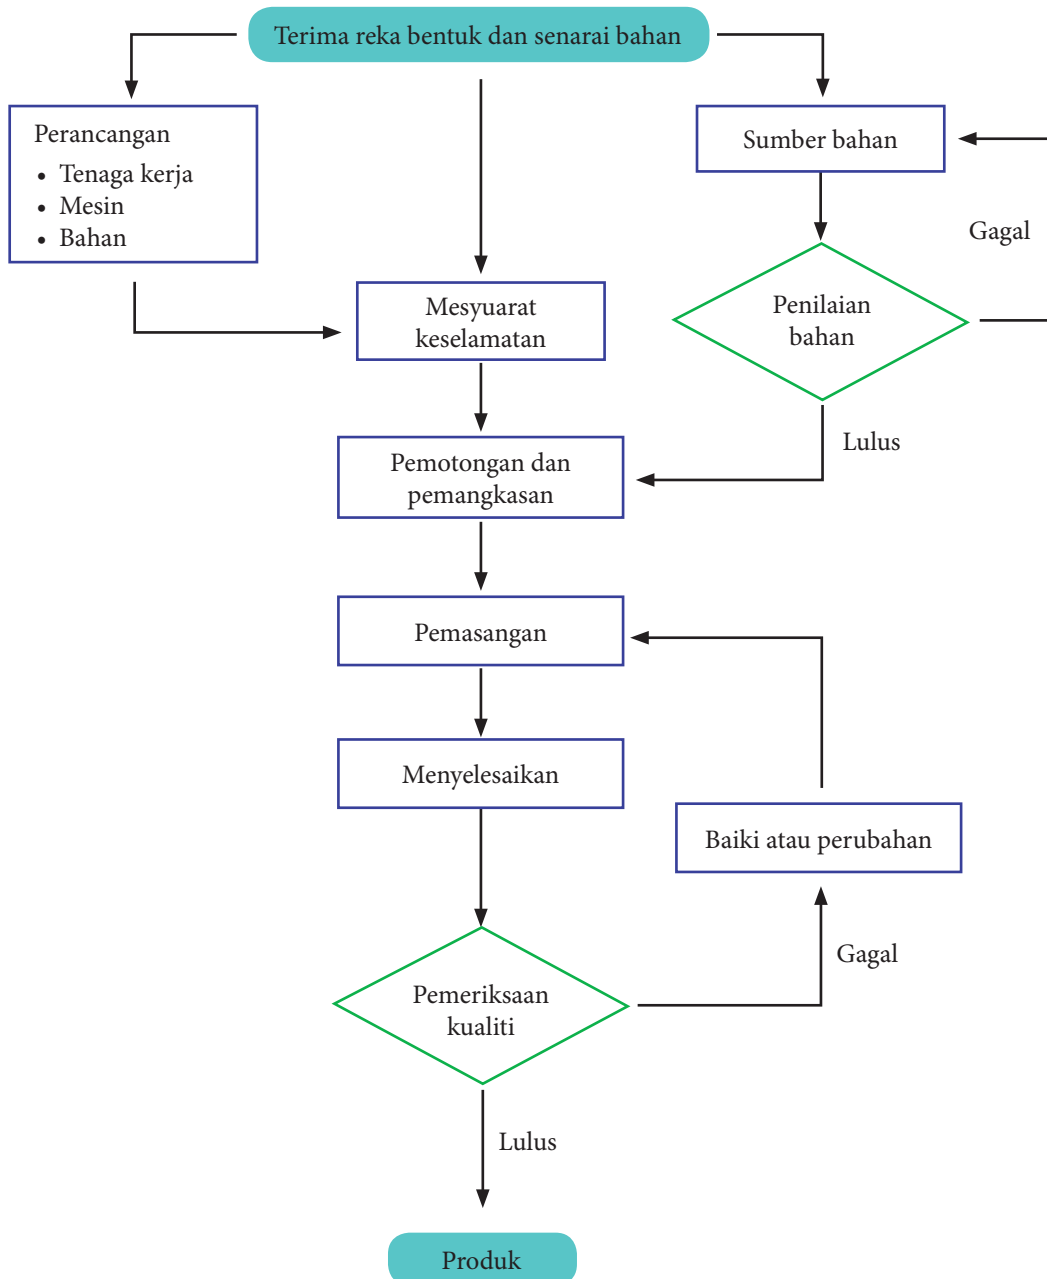 Terima reka bentuk dan senarai bahan
Perancangan
• Tenaga kerja
• Mesin
• Bahan
Sumber bahan
Gagal
Penilaian
bahan
Mesyuarat
keselamatan
Lulus
Pemotongan dan
pemangkasan
Pemasangan
Menyelesaikan
Baiki atau perubahan
Gagal
Pemeriksaan
kualiti
Lulus
Produk